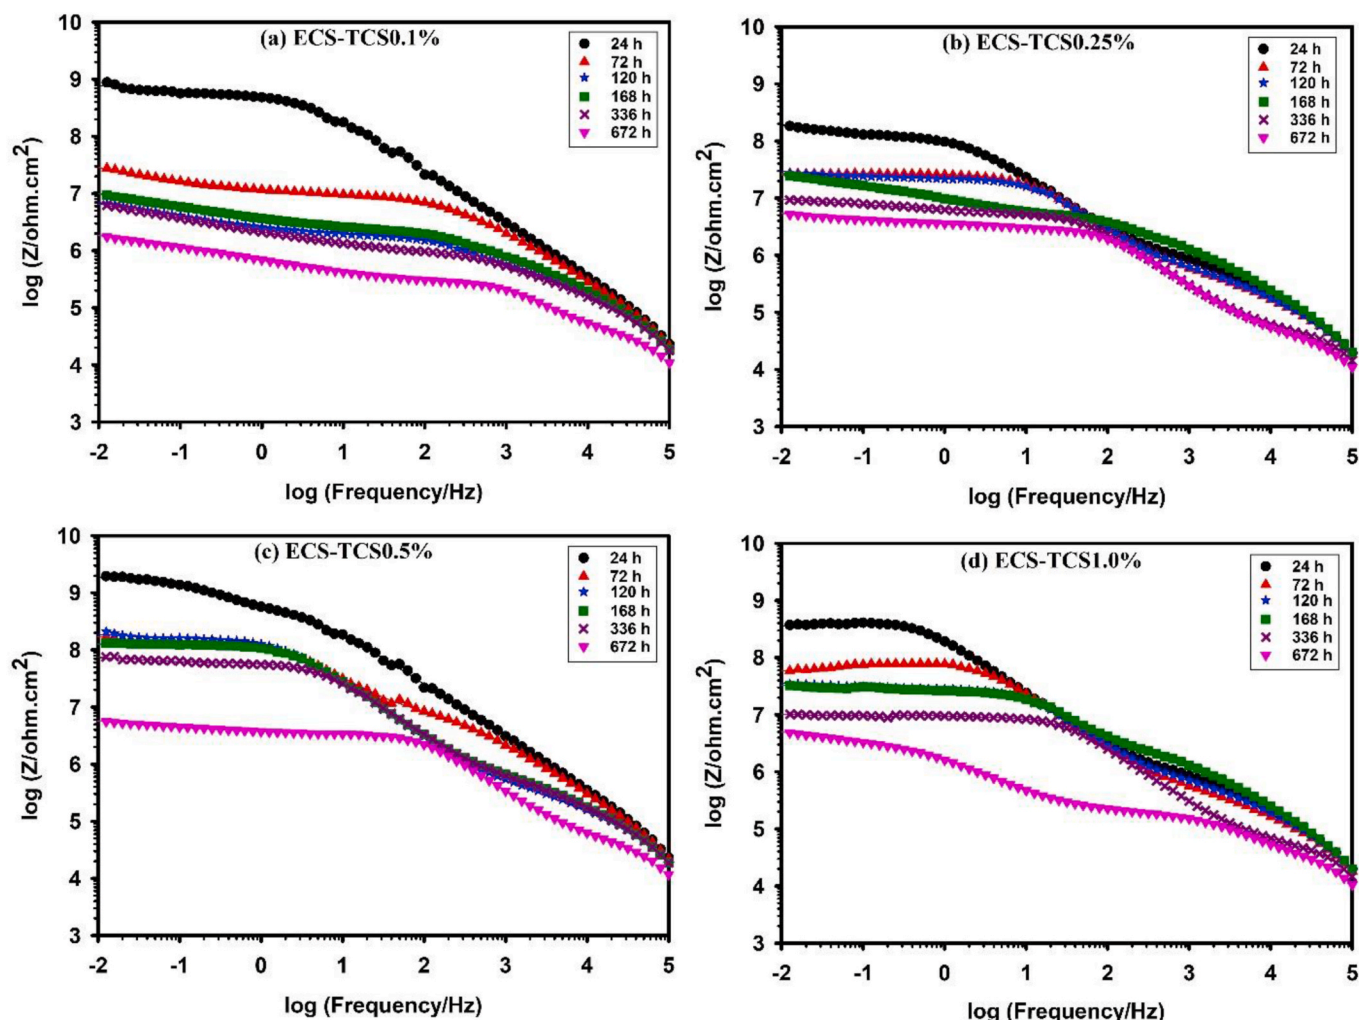 (a) ECS-TCS0.1%
24 h
72 h
120 h
168 h
336 h
672 h
10
9
8
7
6
5
4
3
log (Z/ohm.cm2)
-2 -1 0 1 2 3 4 5
log (Frequency/Hz)
(b) ECS-TCS0.25%
24 h
72 h
120 h
168 h
336 h
672 h
10
9
8
7
6
5
4
3
log (Z/ohm.cm2)
-2 -1 0 1 2 3 4 5
log (Frequency/Hz)
(c) ECS-TCS0.5%
24 h
72 h
120 h
168 h
336 h
672 h
10
9
8
7
6
5
4
3
log (Z/ohm.cm2)
-2 -1 0 1 2 3 4 5
log (Frequency/Hz)
(d) ECS-TCS1.0%
24 h
72 h
120 h
168 h
336 h
672 h
10
9
8
7
6
5
4
3
log (Z/ohm.cm2)
-2 -1 0 1 2 3 4 5
log (Frequency/Hz)